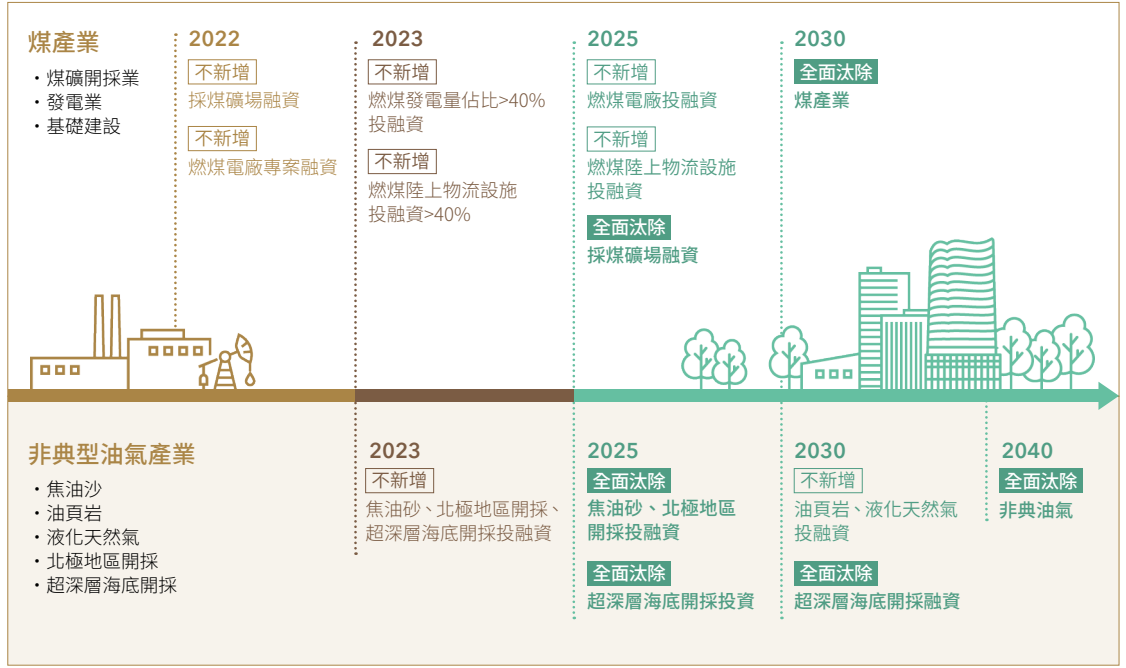 煤產業
・煤礦開採業
・發電業
・基礎建設
2022
不新增
採煤礦場融資
不新增
燃煤電廠專案融資
2023
不新增
燃煤發電量佔比>40%
投融資
不新增
燃煤陸上物流設施
投融資>40%
2025
不新增
燃煤電廠投融資
不新增
燃煤陸上物流設施
投融資
全面汰除
採煤礦場融資
2030
全面汰除
煤產業
非典型油氣產業
・焦油沙
・油頁岩
・液化天然氣
・北極地區開採
・超深層海底開採
2023
不新增
焦油砂、北極地區開採、
超深層海底開採投融資
2025
全面汰除
焦油砂、北極地區
開採投融資
全面汰除
超深層海底開採投資
2030
不新增
油頁岩、液化天然氣
投融資
全面汰除
超深層海底開採融資
2040
全面汰除
非典油氣